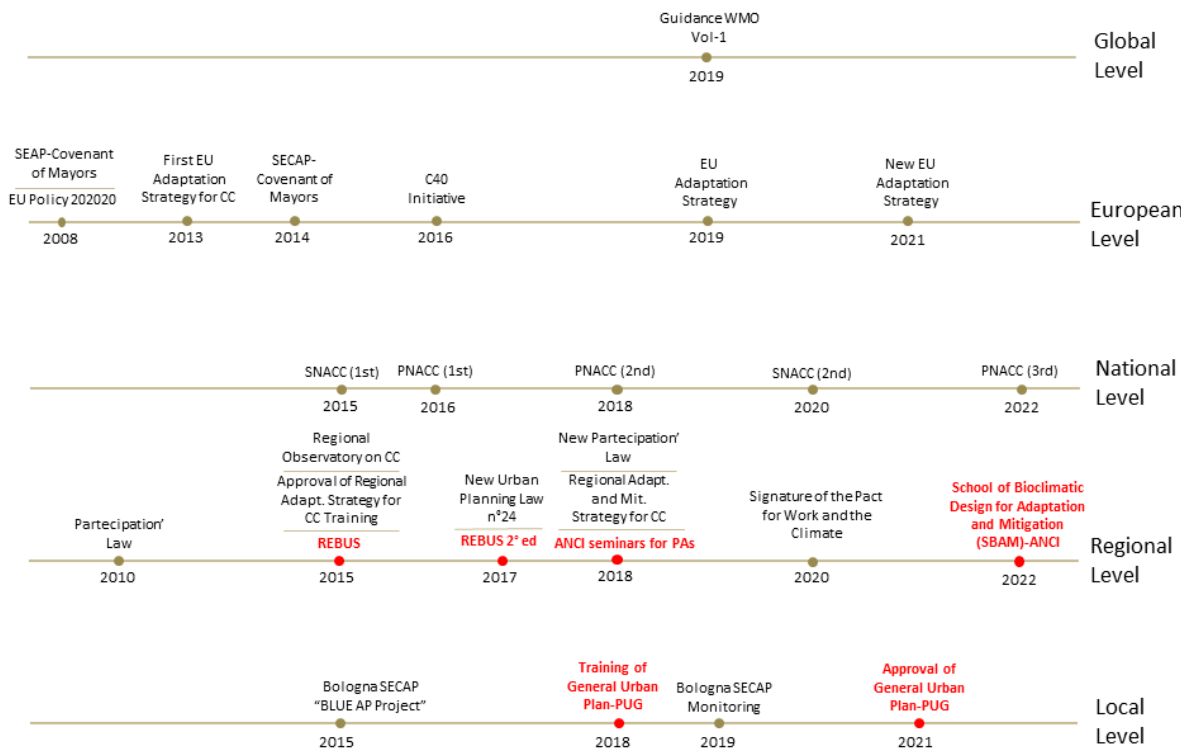 Guidance WMO
Vol-1
2019
Global
Level
SEAP-Covenant
of Mayors
EU Policy 202020
2008
First EU
Adaptation
Strategy for CC
2013
SECAP-
Covenant of
Mayors
2014
C40
Initiative
2016
EU
Adaptation
Strategy
2019
New EU
Adaptation
Strategy
2021
European
Level
SNACC (1st)
2015
PNACC (1st)
2016
PNACC (2nd)
2018
SNACC (2nd)
2020
PNACC (3rd)
2022
National
Level
Partecipation'
Law
2010
Regional
Observatory on CC
Approval of Regional
Adapt. Strategy for
CC Training
REBUS
2015
New Urban
Planning Law
n°24
REBUS 2° ed
2017
New Partecipation'
Law
Regional Adapt.
and Mit.
Strategy for CC
ANCI seminars for PAs
2018
Signature of the Pact
for Work and the
Climate
2020
School of Bioclimatic
Design for Adaptation
and Mitigation
(SBAM)-ANCI
2022
Regional
Level
Bologna SECAP
“BLUE AP Project”
2015
Training of
General Urban
Plan-PUG
2018
Bologna SECAP
Monitoring
2019
Approval of
General Urban
Plan-PUG
2021
Local
Level